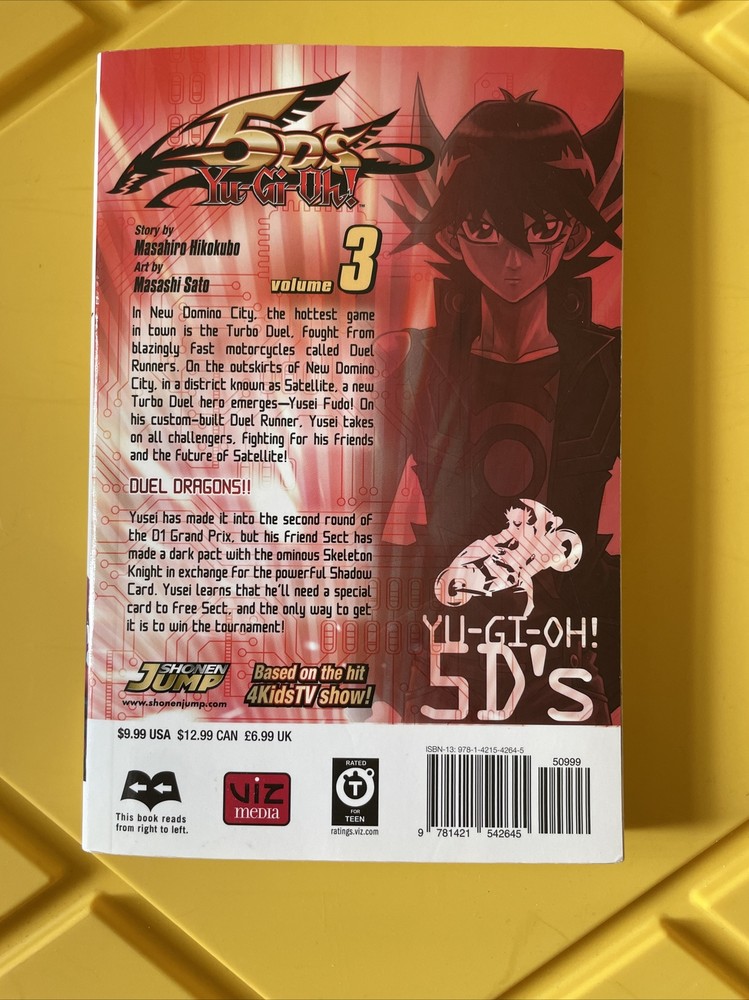 5D's
Yu-Gi-Oh!™
Story by
Masahiro Hikokubo
Art by
Masashi Sato
volume 3
In New Domino City, the hottest game
in town is the Turbo Duel, fought from
blazingly fast motorcycles called Duel
Runners. On the outskirts of New Domino
City, in a district known as Satellite, a new
Turbo Duel hero emerges—Yusei Fudo! On
his custom-built Duel Runner, Yusei takes
on all challengers, fighting for his friends
and the future of Satellite!
DUEL DRAGONS!!
Yusei has made it into the second round of
the D1 Grand Prix, but his friend Sect has
made a dark pact with the ominous Skeleton
Knight in exchange for the powerful Shadow
Card. Yusei learns that he'll need a special
card to free Sect, and the only way to get
it is to win the tournament!
SHONEN
JUMP
www.shonenjump.com
Based on the hit
4KidsTV show!
YU-GI-OH!
5D's
$9.99 USA $12.99 CAN £6.99 UK
This book reads
from right to left.
viz
media
RATED
T
FOR
TEEN
ratings.viz.com
ISBN-13: 978-1-4215-4264-5
50999
9 781421 542645